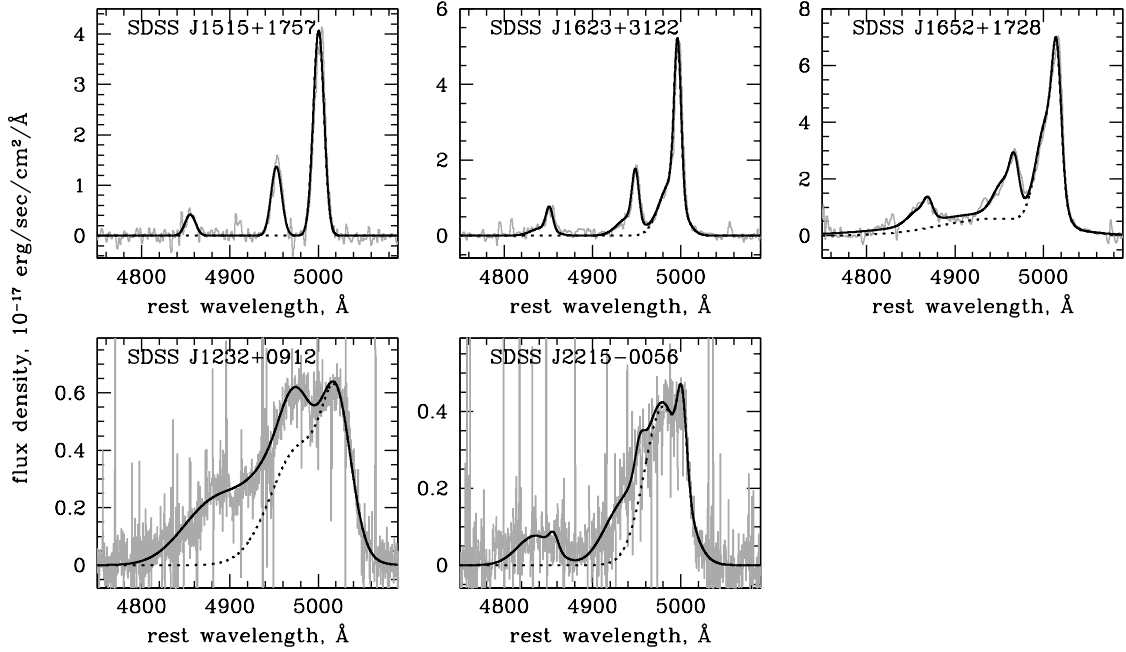 SDSS J1515+1757
4
3
2
1
0
4800 4900 5000
rest wavelength, Å
SDSS J1623+3122
6
4
2
0
4800 4900 5000
rest wavelength, Å
SDSS J1652+1728
8
6
4
2
0
4800 4900 5000
rest wavelength, Å
flux density, 10⁻¹⁷ erg/sec/cm²/Å
SDSS J1232+0912
0.6
0.4
0.2
0
4800 4900 5000
rest wavelength, Å
SDSS J2215−0056
0.4
0.2
0
4800 4900 5000
rest wavelength, Å